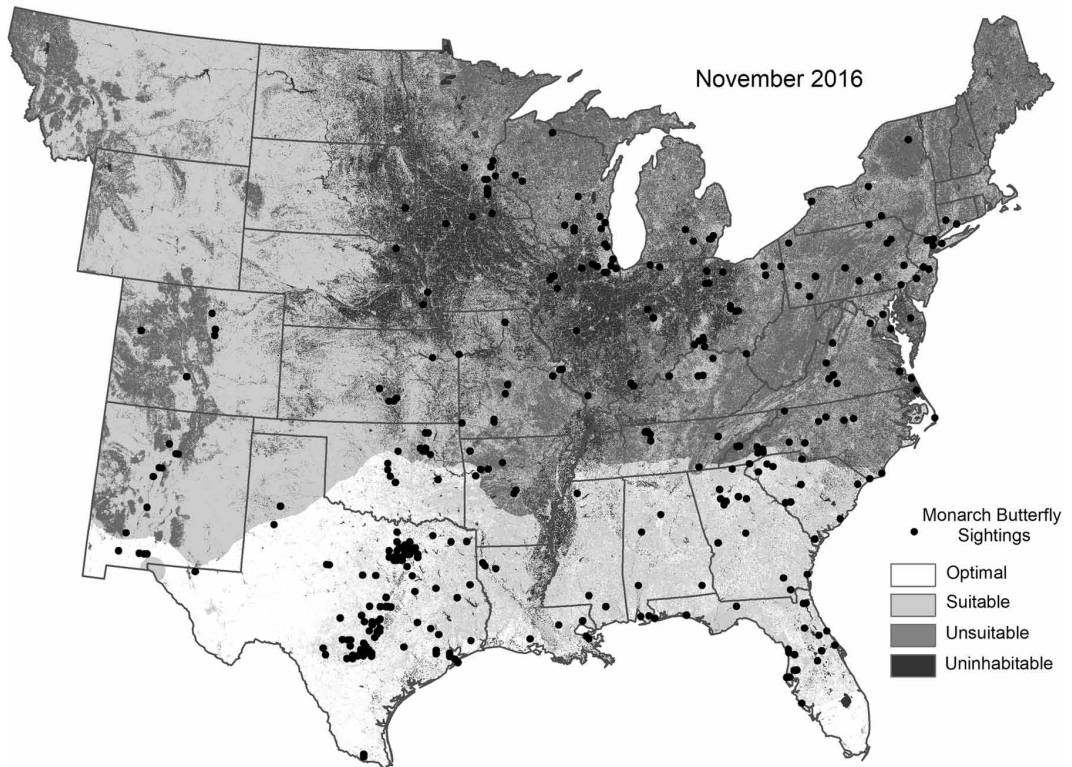 November 2016
Monarch Butterfly
Sightings
Optimal
Suitable
Unsuitable
Uninhabitable